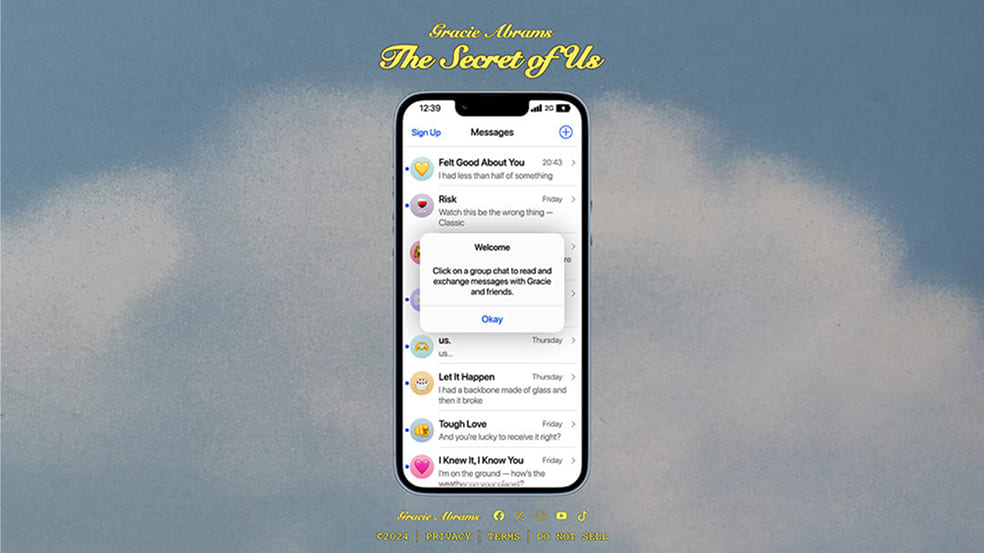 Gracie Abrams
The Secret of Us
12:39
2G
Sign Up
Messages
Felt Good About You
20:43
I had less than half of something
Risk
Friday
Watch this be the wrong thing —
Classic
Welcome
Click on a group chat to read and
exchange messages with Gracie
and friends.
Okay
us.
Thursday
us...
Let It Happen
Thursday
I had a backbone made of glass and
then it broke
Tough Love
Friday
And you're lucky to receive it right?
I Knew It, I Know You
Friday
I'm on the ground — how's the
weather on your planet?
Gracie Abrams
©2024 | PRIVACY | TERMS | DO NOT SELL